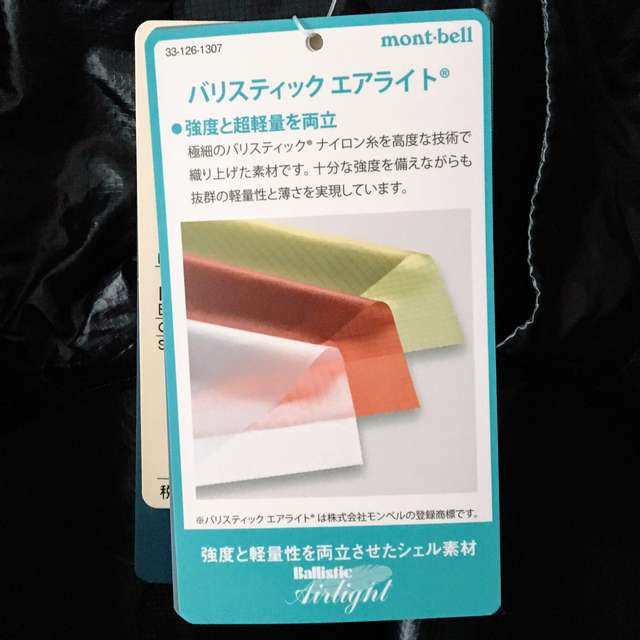 33-126-1307
mont-bell
バリスティック エアライト®
●強度と超軽量を両立
極細のバリスティック® ナイロン糸を高度な技術で
織り上げた素材です。十分な強度を備えながらも
抜群の軽量性と薄さを実現しています。
※バリスティック エアライト®は株式会社モンベルの登録商標です。
強度と軽量性を両立させたシェル素材
Ballistic
Airlight
税